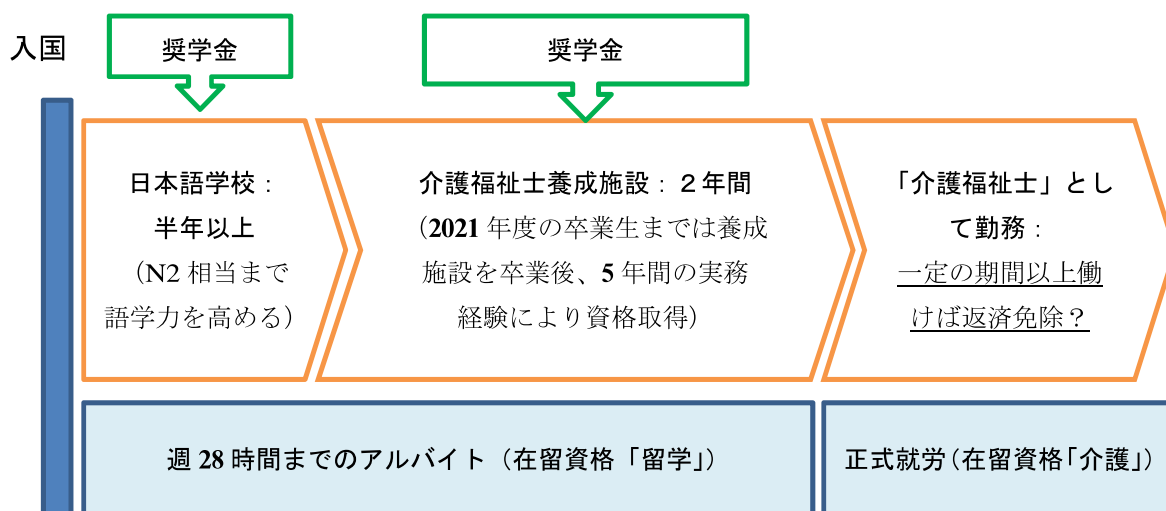 入国
奨学金
奨学金
日本語学校：
半年以上
（N2 相当まで
語学力を高める）
介護福祉士養成施設：２年間
（2021 年度の卒業生までは養成
施設を卒業後、5 年間の実務
経験により資格取得）
「介護福祉士」とし
て勤務：
一定の期間以上働
けば返済免除？
週 28 時間までのアルバイト（在留資格「留学」）
正式就労（在留資格「介護」）